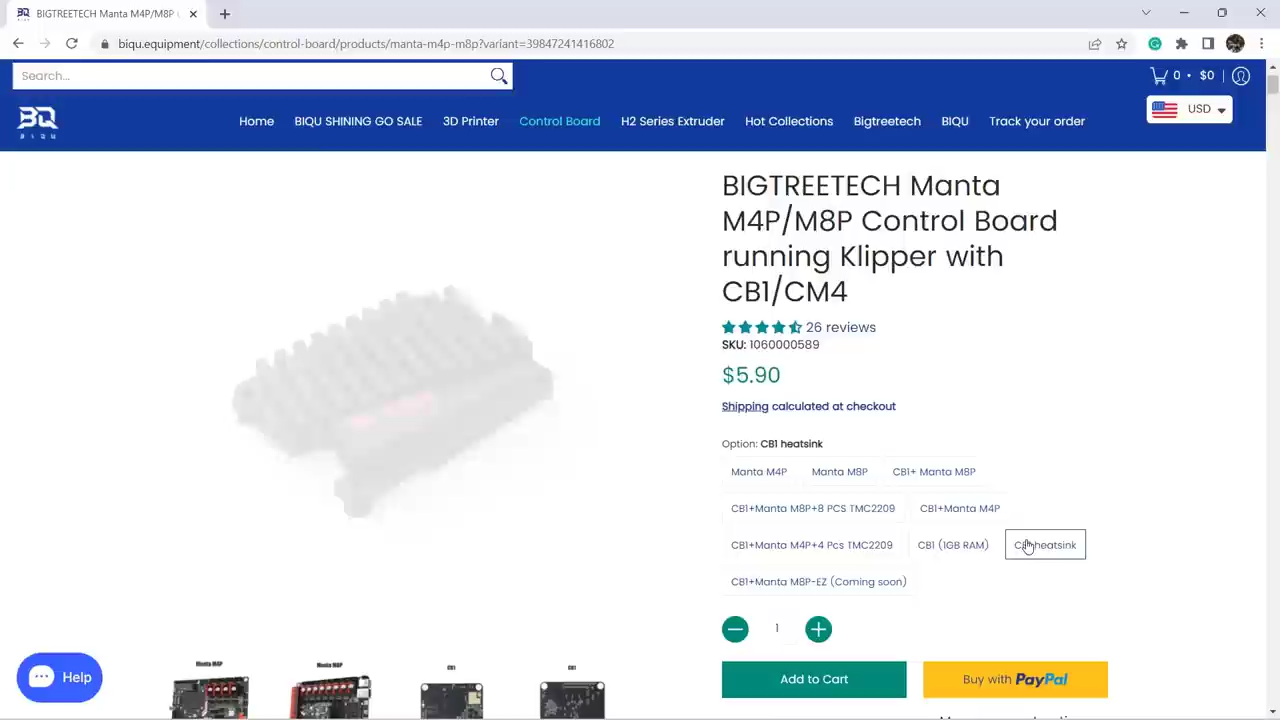 BIGTREETECH Manta M4P/M8P
biqu.equipment/collections/control-board/products/manta-m4p-m8p?variant=39847241416802
Search...
0 • $0
BIQU
Home
BIQU SHINING GO SALE
3D Printer
Control Board
H2 Series Extruder
Hot Collections
Bigtreetech
BIQU
Track your order
USD
BIGTREETECH Manta
M4P/M8P Control Board
running Klipper with
CB1/CM4
26 reviews
SKU: 1060000589
$5.90
Shipping calculated at checkout
Option: CB1 heatsink
Manta M4P
Manta M8P
CB1+ Manta M8P
CB1+Manta M8P+8 PCS TMC2209
CB1+Manta M4P
CB1+Manta M4P+4 Pcs TMC2209
CB1 (1GB RAM)
heatsink
CB1+Manta M8P-EZ (Coming soon)
1
Add to Cart
Buy with PayPal
Help
Manta M4P
Manta M8P
CB1
CB1